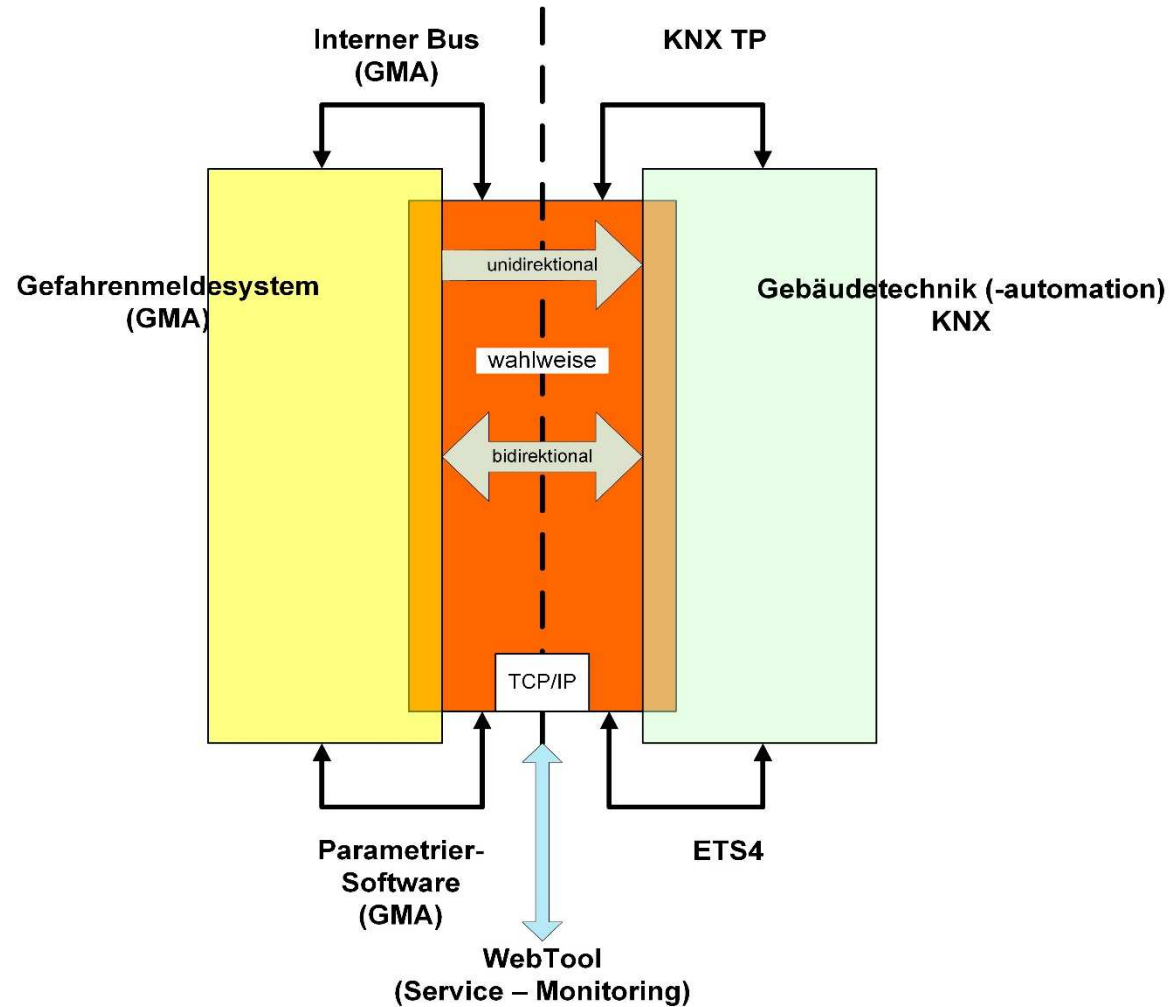 Interner Bus
(GMA)
KNX TP
unidirektional
Gefahrenmeldesystem
(GMA)
Gebäudetechnik (-automation)
KNX
wahlweise
bidirektional
TCP/IP
Parametrier-
Software
(GMA)
ETS4
WebTool
(Service – Monitoring)